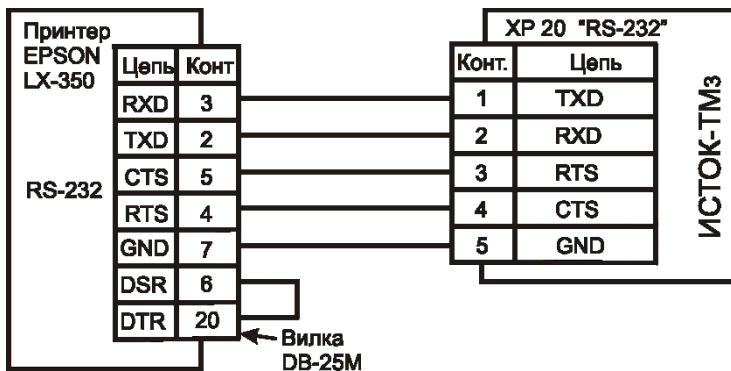 Принтер
EPSON
LX-350
RS-232
Цепь Конт
RXD 3
TXD 2
CTS 5
RTS 4
GND 7
DSR 6
DTR 20
Вилка
DB-25M
XP 20 "RS-232"
Конт. Цепь
1 TXD
2 RXD
3 RTS
4 CTS
5 GND
ИСТОК-ТМ3